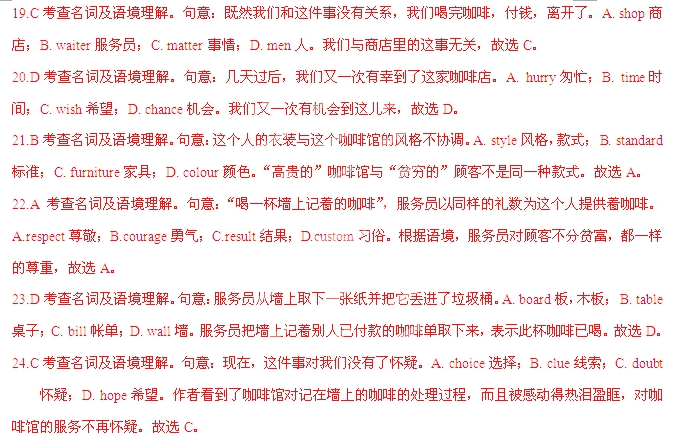 19.C 考查名词及语境理解。句意：既然我们和这件事没有关系，我们喝完咖啡，付钱，离开了。A. shop 商
店；B. waiter 服务员；C. matter 事情；D. men 人。我们与商店里的这事无关，故选 C。
20.D 考查名词及语境理解。句意：几天过后，我们又一次有幸到了这家咖啡店。A. hurry 匆忙；B. time 时
间；C. wish 希望；D. chance 机会。我们又一次有机会到这儿来，故选 D。
21.B 考查名词及语境理解。句意：这个人的衣装与这个咖啡馆的风格不协调。A. style 风格，款式； B. standard
标准；C. furniture 家具；D. colour 颜色。“高贵的”咖啡馆与“贫穷的”顾客不是同一种款式。故选 A。
22.A 考查名词及语境理解。句意：“喝一杯墙上记着的咖啡”，服务员以同样的礼数为这个人提供着咖啡。
A.respect 尊敬；B.courage 勇气；C.result 结果；D.custom 习俗。根据语境，服务员对顾客不分贫富，都一样
的尊重，故选 A。
23.D 考查名词及语境理解。句意：服务员从墙上取下一张纸并把它丢进了垃圾桶。A. board 板，木板； B. table
桌子；C. bill 帐单；D. wall 墙。服务员把墙上记着别人已付款的咖啡单取下来，表示此杯咖啡已喝。故选 D。
24.C 考查名词及语境理解。句意：现在，这件事对我们没有了怀疑。A. choice 选择；B. clue 线索；C. doubt
怀疑；D. hope 希望。作者看到了咖啡馆对记在墙上的咖啡的处理过程，而且被感动得热泪盈眶，对咖
啡馆的服务不再怀疑。故选 C。